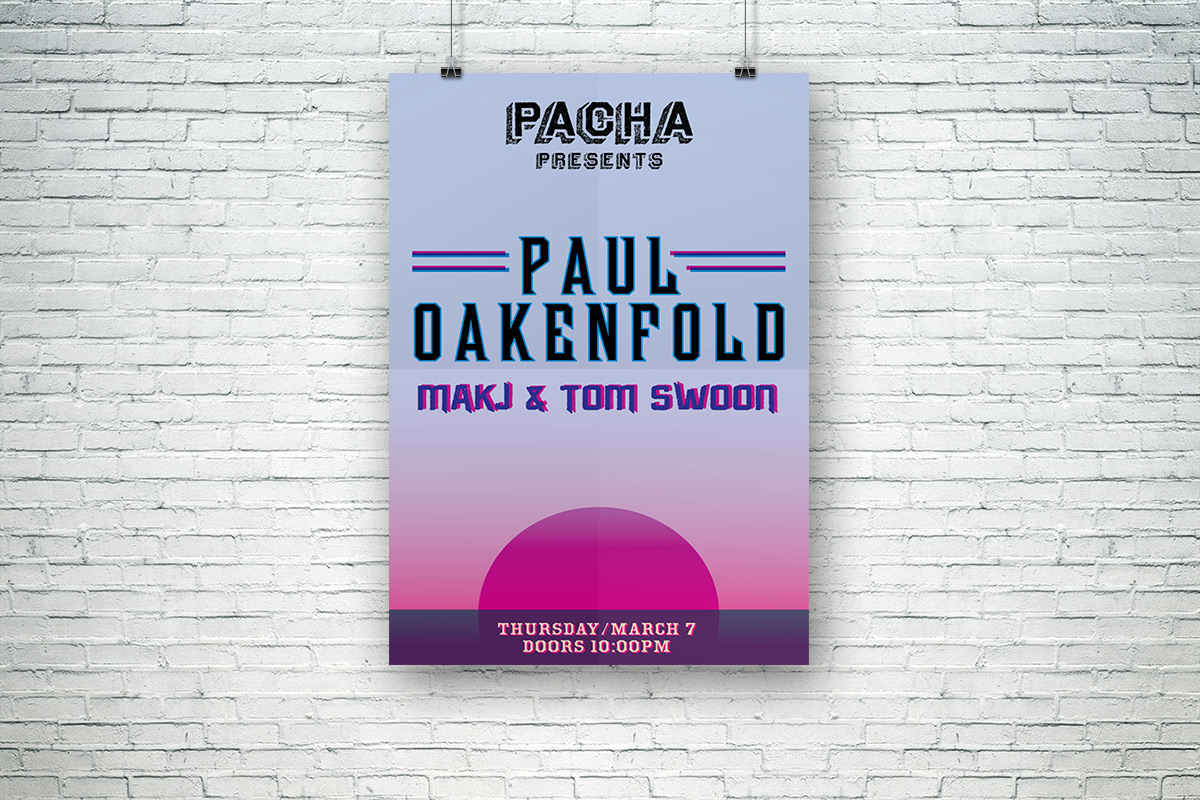 PACHA
PRESENTS
PAUL
OAKENFOLD
MAKJ & TOM SWOON
THURSDAY/MARCH 7
DOORS 10:00PM